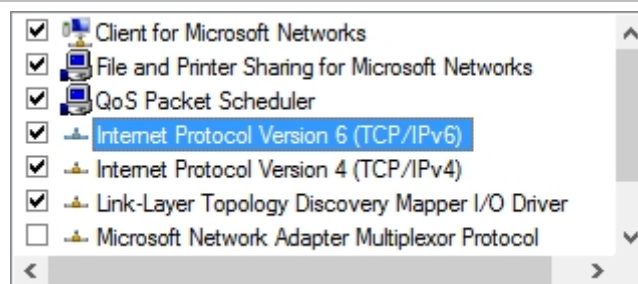 Client for Microsoft Networks
File and Printer Sharing for Microsoft Networks
QoS Packet Scheduler
Internet Protocol Version 6 (TCP/IPv6)
Internet Protocol Version 4 (TCP/IPv4)
Link-Layer Topology Discovery Mapper I/O Driver
Microsoft Network Adapter Multiplexor Protocol